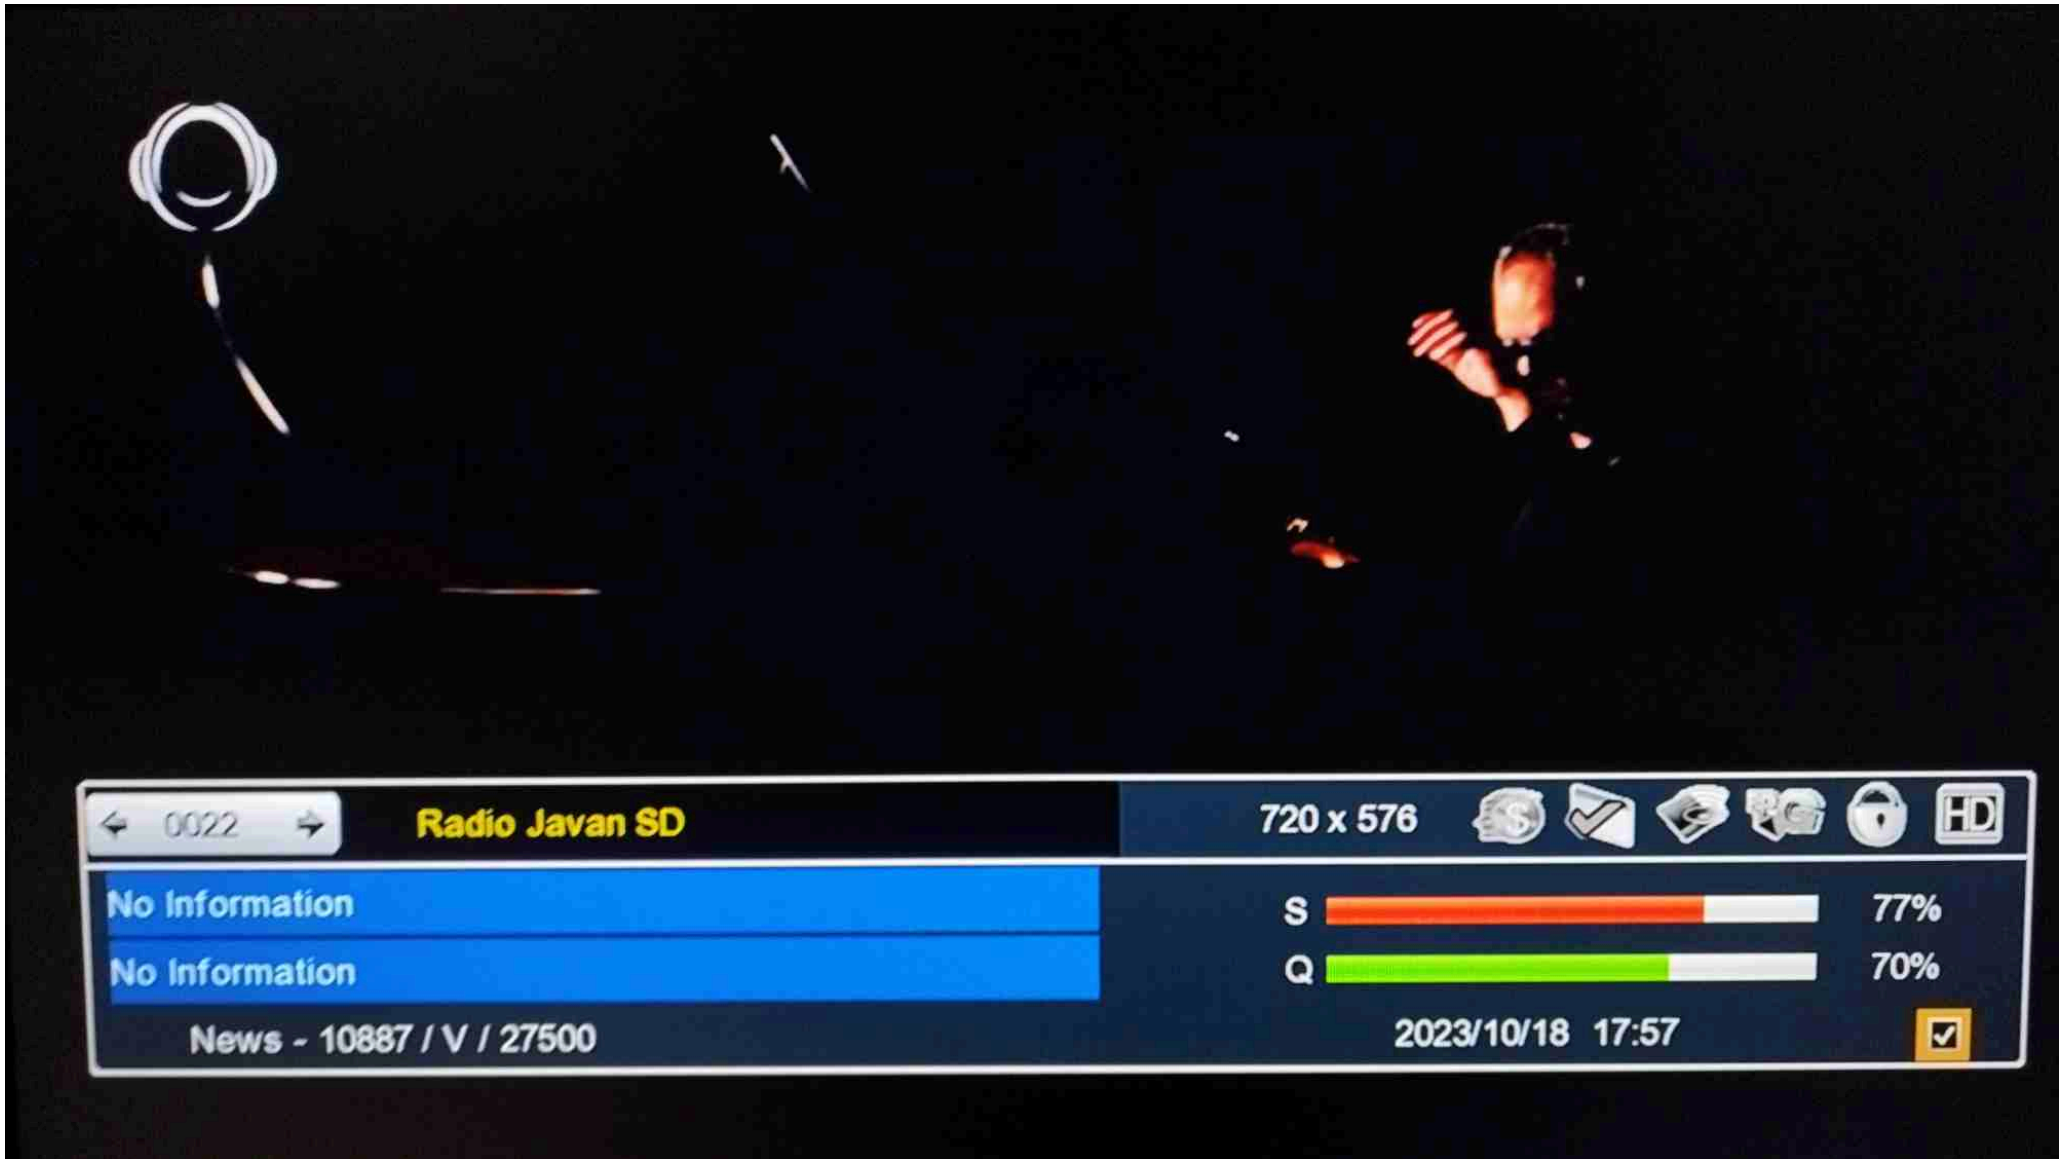 0022
Radio Javan SD
720 x 576
HD
No Information
No Information
S 77%
Q 70%
News - 10887 / V / 27500
2023/10/18 17:57